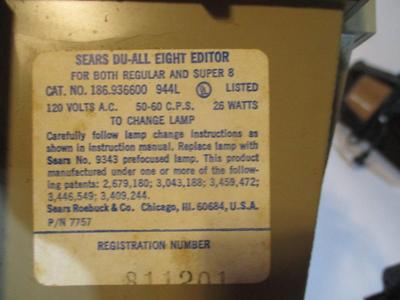 SEARS DU-ALL EIGHT EDITOR
FOR BOTH REGULAR AND SUPER 8
CAT. NO. 186.936600 944L UL LISTED
120 VOLTS A.C. 50-60 C.P.S. 26 WATTS
TO CHANGE LAMP
Carefully follow lamp change instructions as
shown in instruction manual. Replace lamp with
Sears No. 9343 prefocused lamp. This product
manufactured under one or more of the follow-
ing patents: 2,679,180; 3,043,188; 3,459,472;
3,446,549; 3,409,244.
Sears Roebuck & Co. Chicago, Ill. 60684, U.S.A.
P/N 7757
REGISTRATION NUMBER
811201